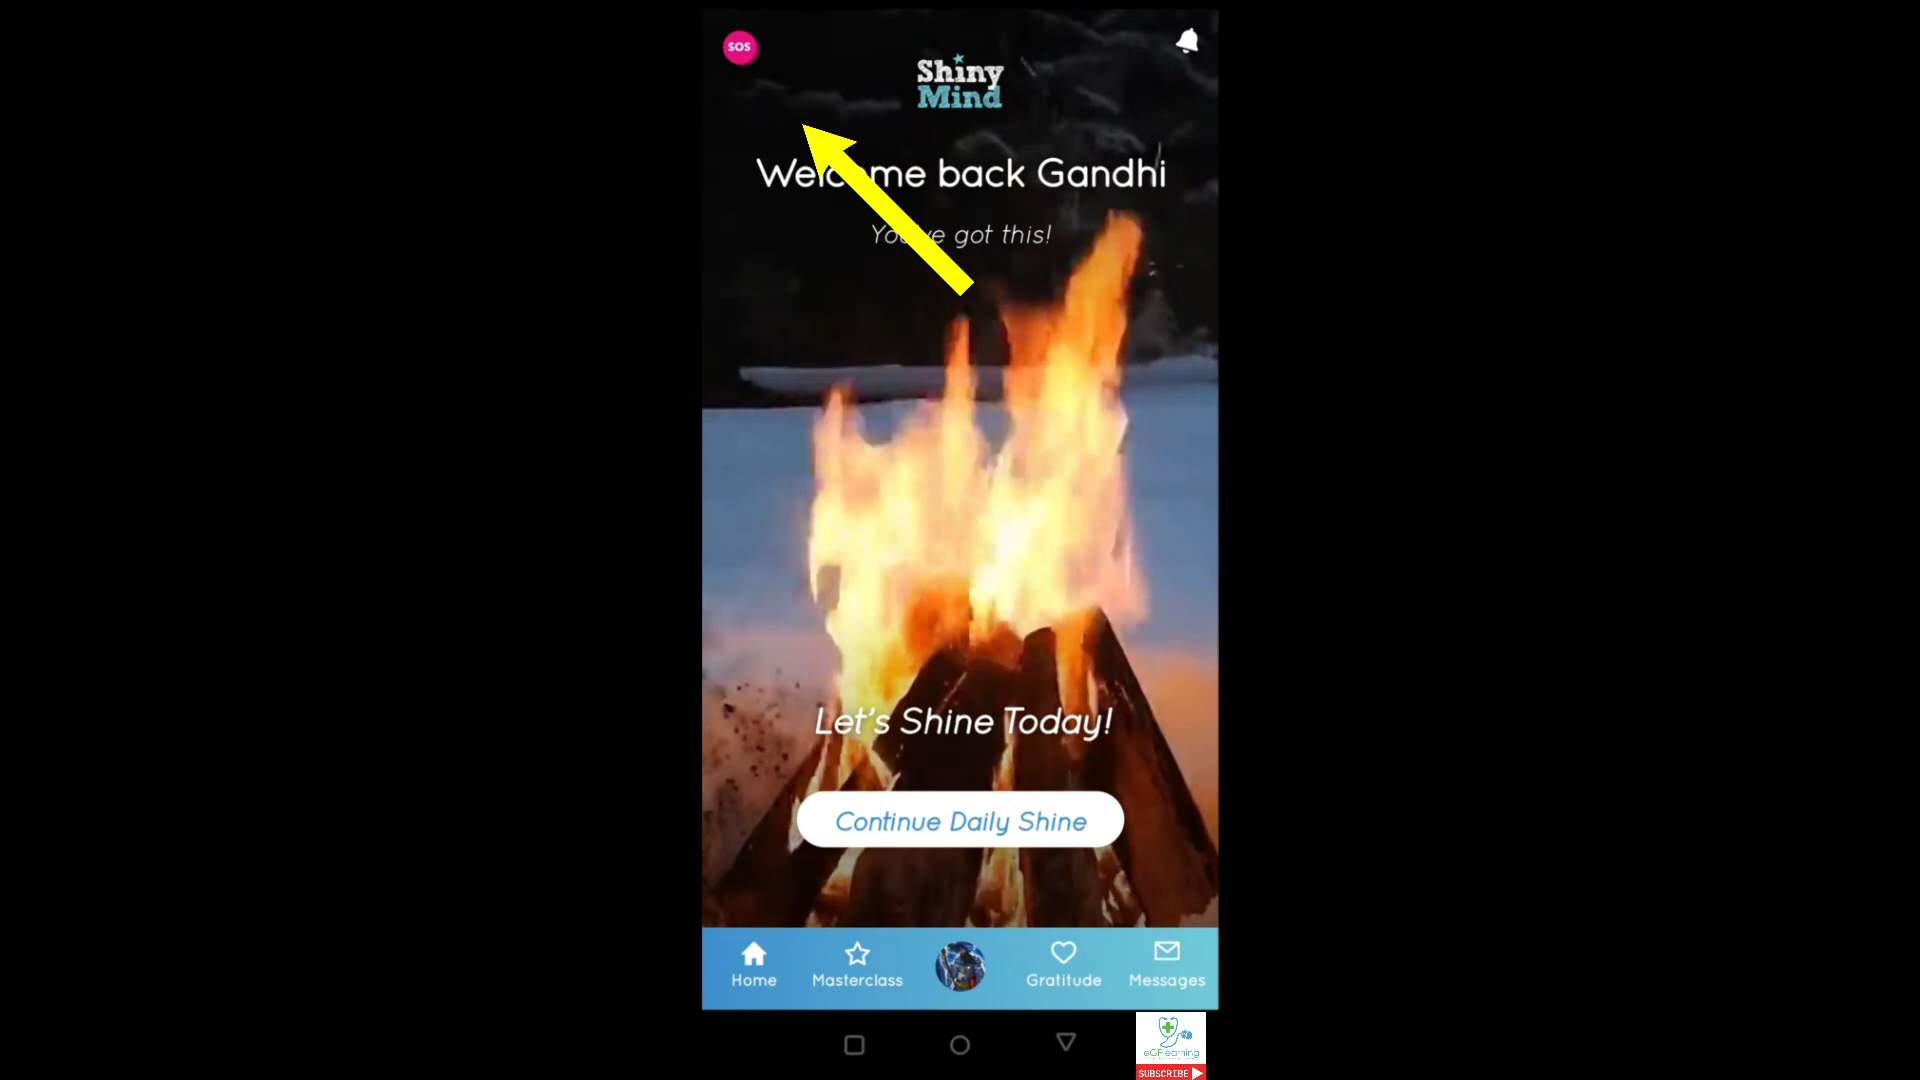 SOS
Shiny
Mind
Welcome back Gandhi
You've got this!
Let's Shine Today!
Continue Daily Shine
Home
Masterclass
Gratitude
Messages
eGPlearning
SUBSCRIBE